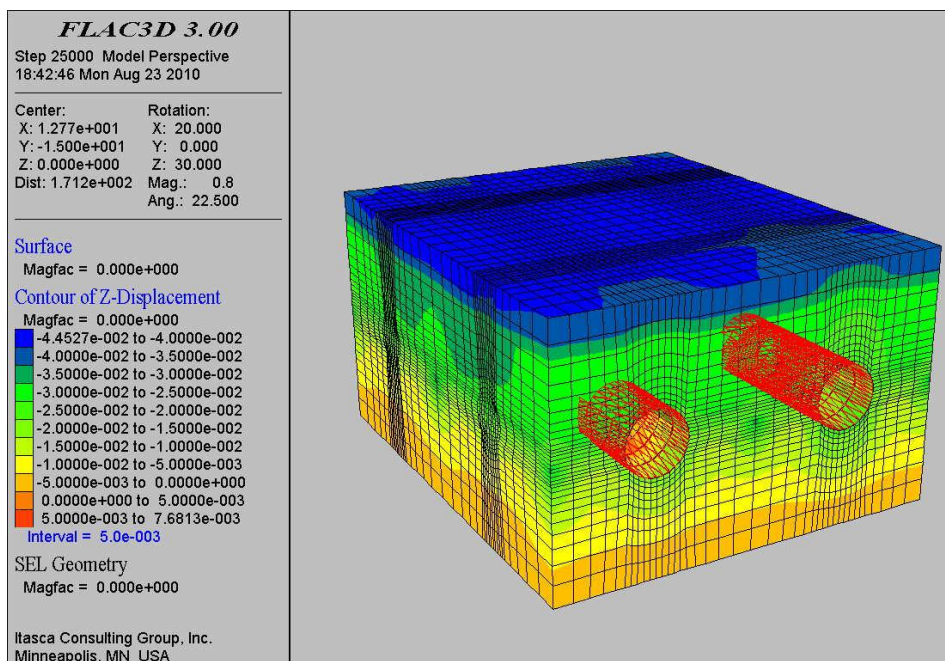 FLAC3D 3.00
Step 25000 Model Perspective
18:42:46 Mon Aug 23 2010
Center: Rotation:
X: 1.277e+001 X: 20.000
Y: -1.500e+001 Y: 0.000
Z: 0.000e+000 Z: 30.000
Dist: 1.712e+002 Mag.: 0.8
Ang.: 22.500
Surface
Magfac = 0.000e+000
Contour of Z-Displacement
Magfac = 0.000e+000
-4.4527e-002 to -4.0000e-002
-4.0000e-002 to -3.5000e-002
-3.5000e-002 to -3.0000e-002
-3.0000e-002 to -2.5000e-002
-2.5000e-002 to -2.0000e-002
-2.0000e-002 to -1.5000e-002
-1.5000e-002 to -1.0000e-002
-1.0000e-002 to -5.0000e-003
-5.0000e-003 to 0.0000e+000
0.0000e+000 to 5.0000e-003
5.0000e-003 to 7.6813e-003
Interval = 5.0e-003
SEL Geometry
Magfac = 0.000e+000
Itasca Consulting Group, Inc.
Minneapolis, MN USA